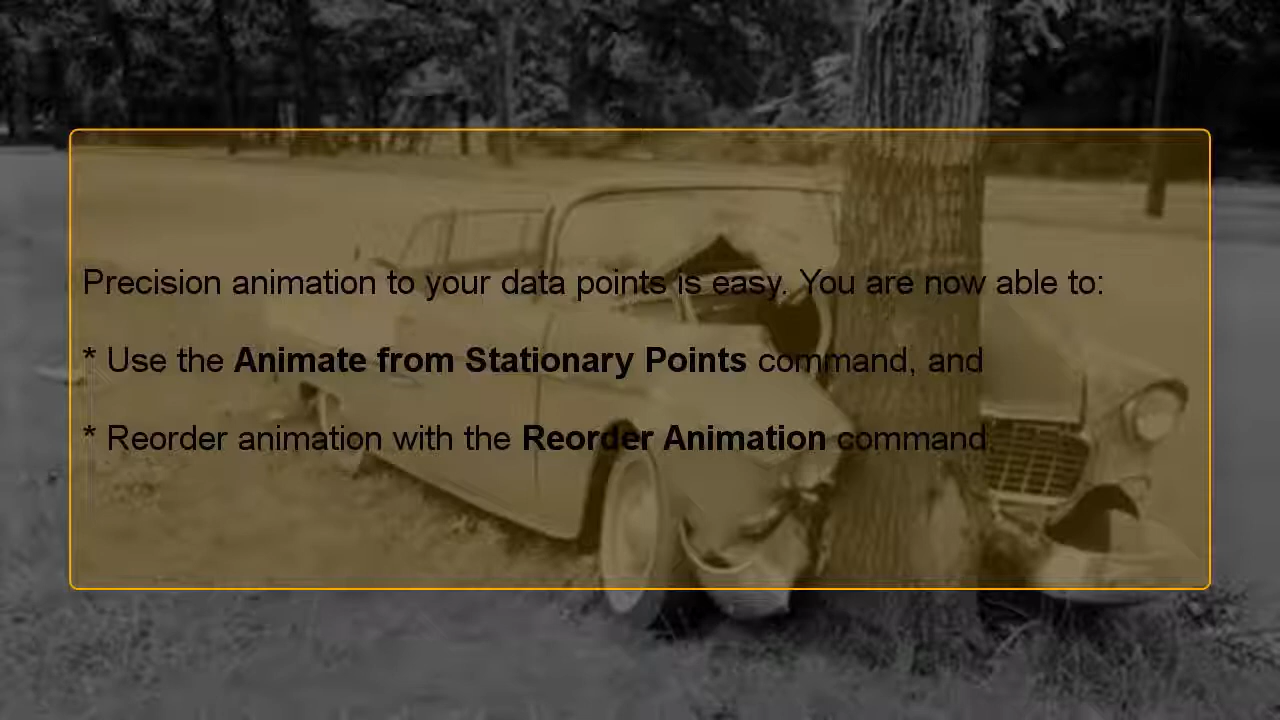 Precision animation to your data points is easy. You are now able to:
* Use the Animate from Stationary Points command, and
* Reorder animation with the Reorder Animation command